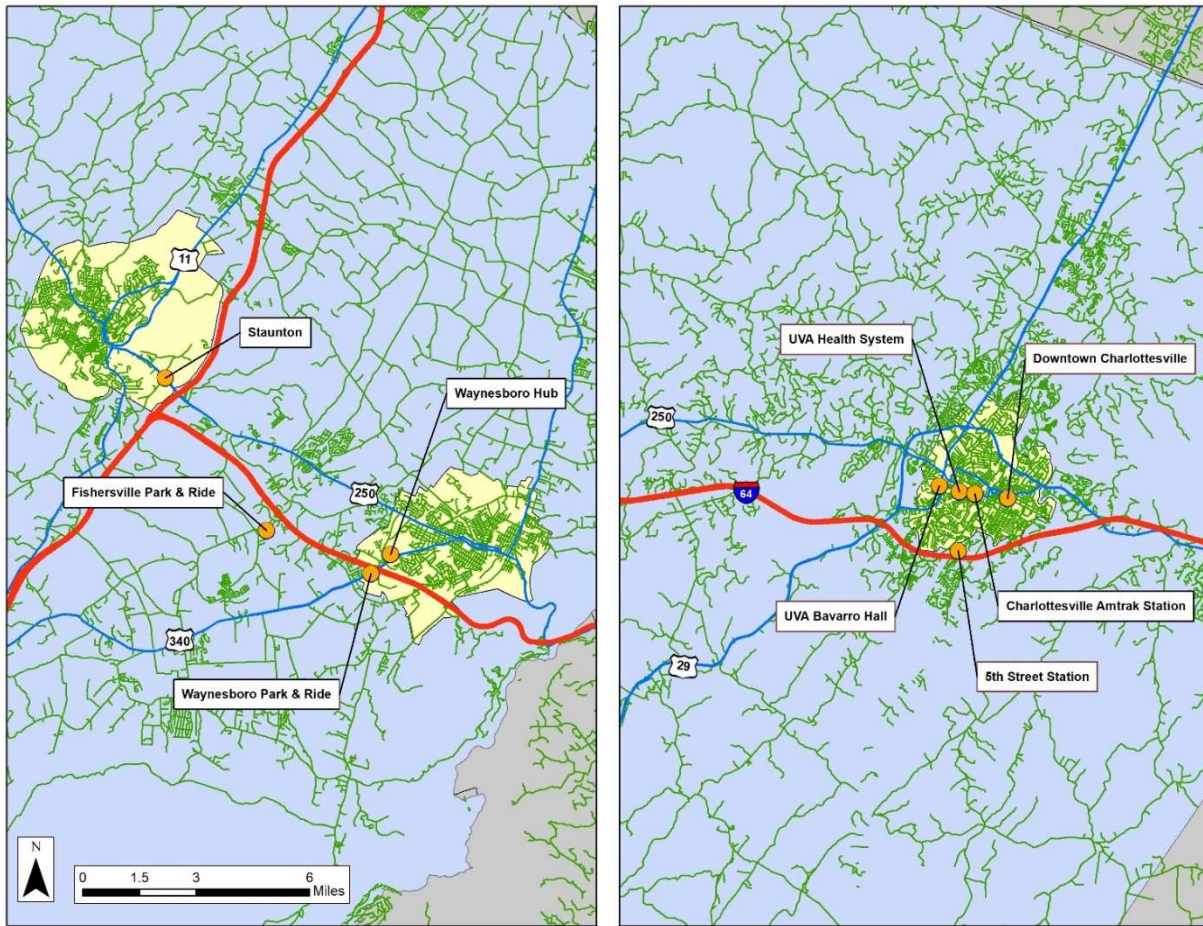 11
Staunton
Waynesboro Hub
Fishersville Park & Ride
250
340
Waynesboro Park & Ride
N
0 1.5 3 6
Miles
UVA Health System
Downtown Charlottesville
250
64
UVA Bavarro Hall
Charlottesville Amtrak Station
29
5th Street Station